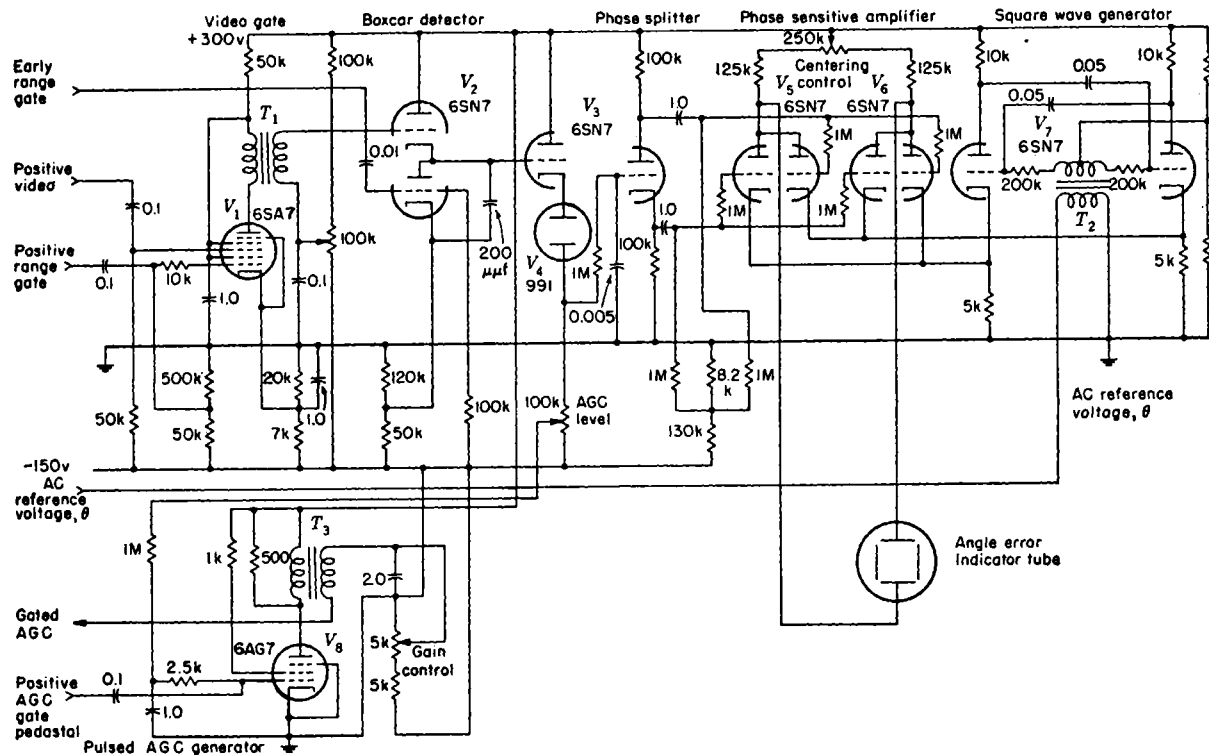 Video gate
+300v
Boxcar detector
Phase splitter
Phase sensitive amplifier
Square wave generator
Early
range
gate
50k
100k
T1
V2
6SN7
0.01
V3
6SN7
100k
1.0
125k
250k
Centering
control
125k
V5
6SN7
V6
6SN7
1M
1M
10k
10k
0.05
0.05
V7
6SN7
200k
200k
T2
Positive
video
0.1
V1
6SA7
Positive
range
gate
0.1
10k
1.0
0.1
100k
200
μμf
V4
991
1M
0.005
100k
1.0
1M
1M
5k
5k
500k
50k
50k
20k
1.0
7k
120k
50k
100k
100k
AGC
level
1M
8.2
k
1M
130k
AC reference
voltage, θ
-150v
AC
reference
voltage, θ
1M
1k
500
T3
2.0
Angle error
Indicator tube
Gated
AGC
6AG7
V8
5k
Gain
control
5k
2.5k
Positive
AGC
gate
pedestal
0.1
1.0
Pulsed AGC generator